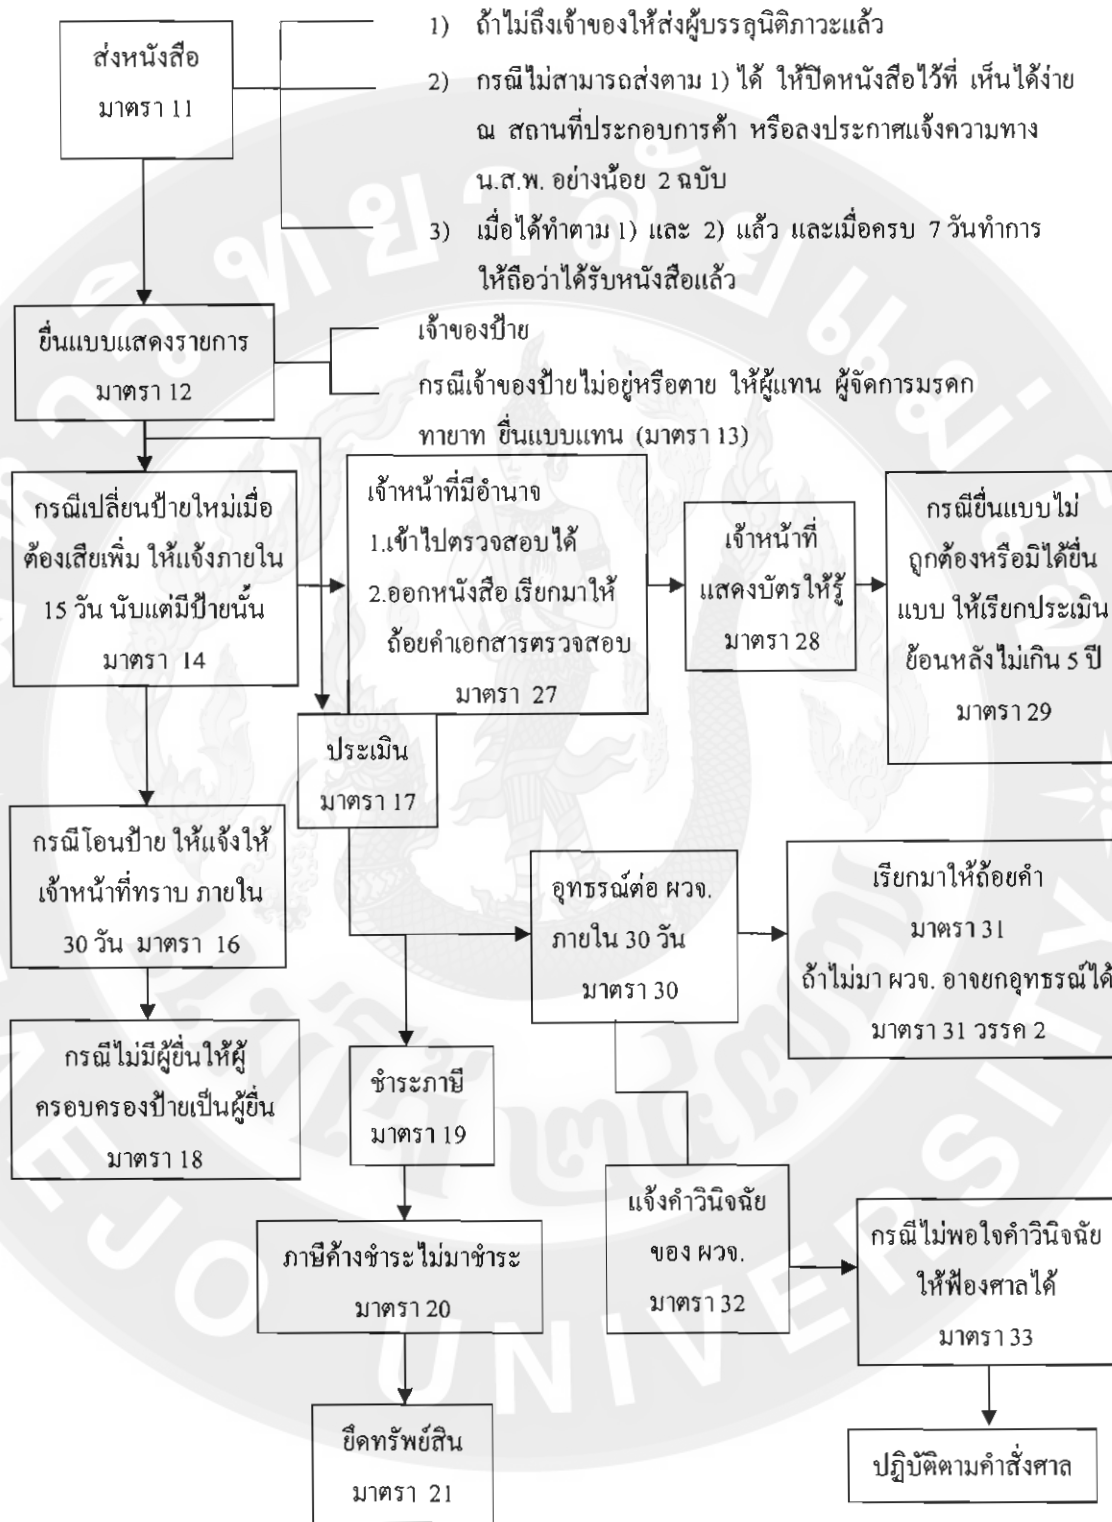 ส่งหนังสือ
มาตรา 11
1) ถ้าไม่ถึงเจ้าของให้ส่งผู้บรรลุนิติภาวะแล้ว
2) กรณีไม่สามารถส่งตาม 1) ได้ ให้ปิดหนังสือไว้ที่ เห็นได้ง่าย
ณ สถานที่ประกอบการค้า หรือลงประกาศแจ้งความทาง
น.ส.พ. อย่างน้อย 2 ฉบับ
3) เมื่อได้ทำตาม 1) และ 2) แล้ว และเมื่อครบ 7 วันทำการ
ให้ถือว่าได้รับหนังสือแล้ว
ยื่นแบบแสดงรายการ
มาตรา 12
เจ้าของป้าย
กรณีเจ้าของป้ายไม่อยู่หรือตาย ให้ผู้แทน ผู้จัดการมรดก
ทายาท ยื่นแบบแทน (มาตรา 13)
กรณีเปลี่ยนป้ายใหม่เมื่อ
ต้องเสียเพิ่ม ให้แจ้งภายใน
15 วัน นับแต่มีป้ายนั้น
มาตรา 14
เจ้าหน้าที่มีอำนาจ
1.เข้าไปตรวจสอบได้
2.ออกหนังสือ เรียกมาให้
ถ้อยคำเอกสารตรวจสอบ
มาตรา 27
เจ้าหน้าที่
แสดงบัตรให้รู้
มาตรา 28
กรณียื่นแบบไม่
ถูกต้องหรือมิได้ยื่น
แบบ ให้เรียกประเมิน
ย้อนหลังไม่เกิน 5 ปี
มาตรา 29
ประเมิน
มาตรา 17
กรณีโอนป้าย ให้แจ้งให้
เจ้าหน้าที่ทราบ ภายใน
30 วัน มาตรา 16
อุทธรณ์ต่อ ผวจ.
ภายใน 30 วัน
มาตรา 30
เรียกมาให้ถ้อยคำ
มาตรา 31
ถ้าไม่มา ผวจ. อาจยกอุทธรณ์ได้
มาตรา 31 วรรค 2
กรณีไม่มีผู้ยื่นให้ผู้
ครอบครองป้ายเป็นผู้ยื่น
มาตรา 18
ชำระภาษี
มาตรา 19
แจ้งคำวินิจฉัย
ของ ผวจ.
มาตรา 32
กรณีไม่พอใจคำวินิจฉัย
ให้ฟ้องศาลได้
มาตรา 33
ภาษีค้างชำระ ไม่มาชำระ
มาตรา 20
ยึดทรัพย์สิน
มาตรา 21
ปฏิบัติตามคำสั่งศาล
MAEJO UNIVERSITY